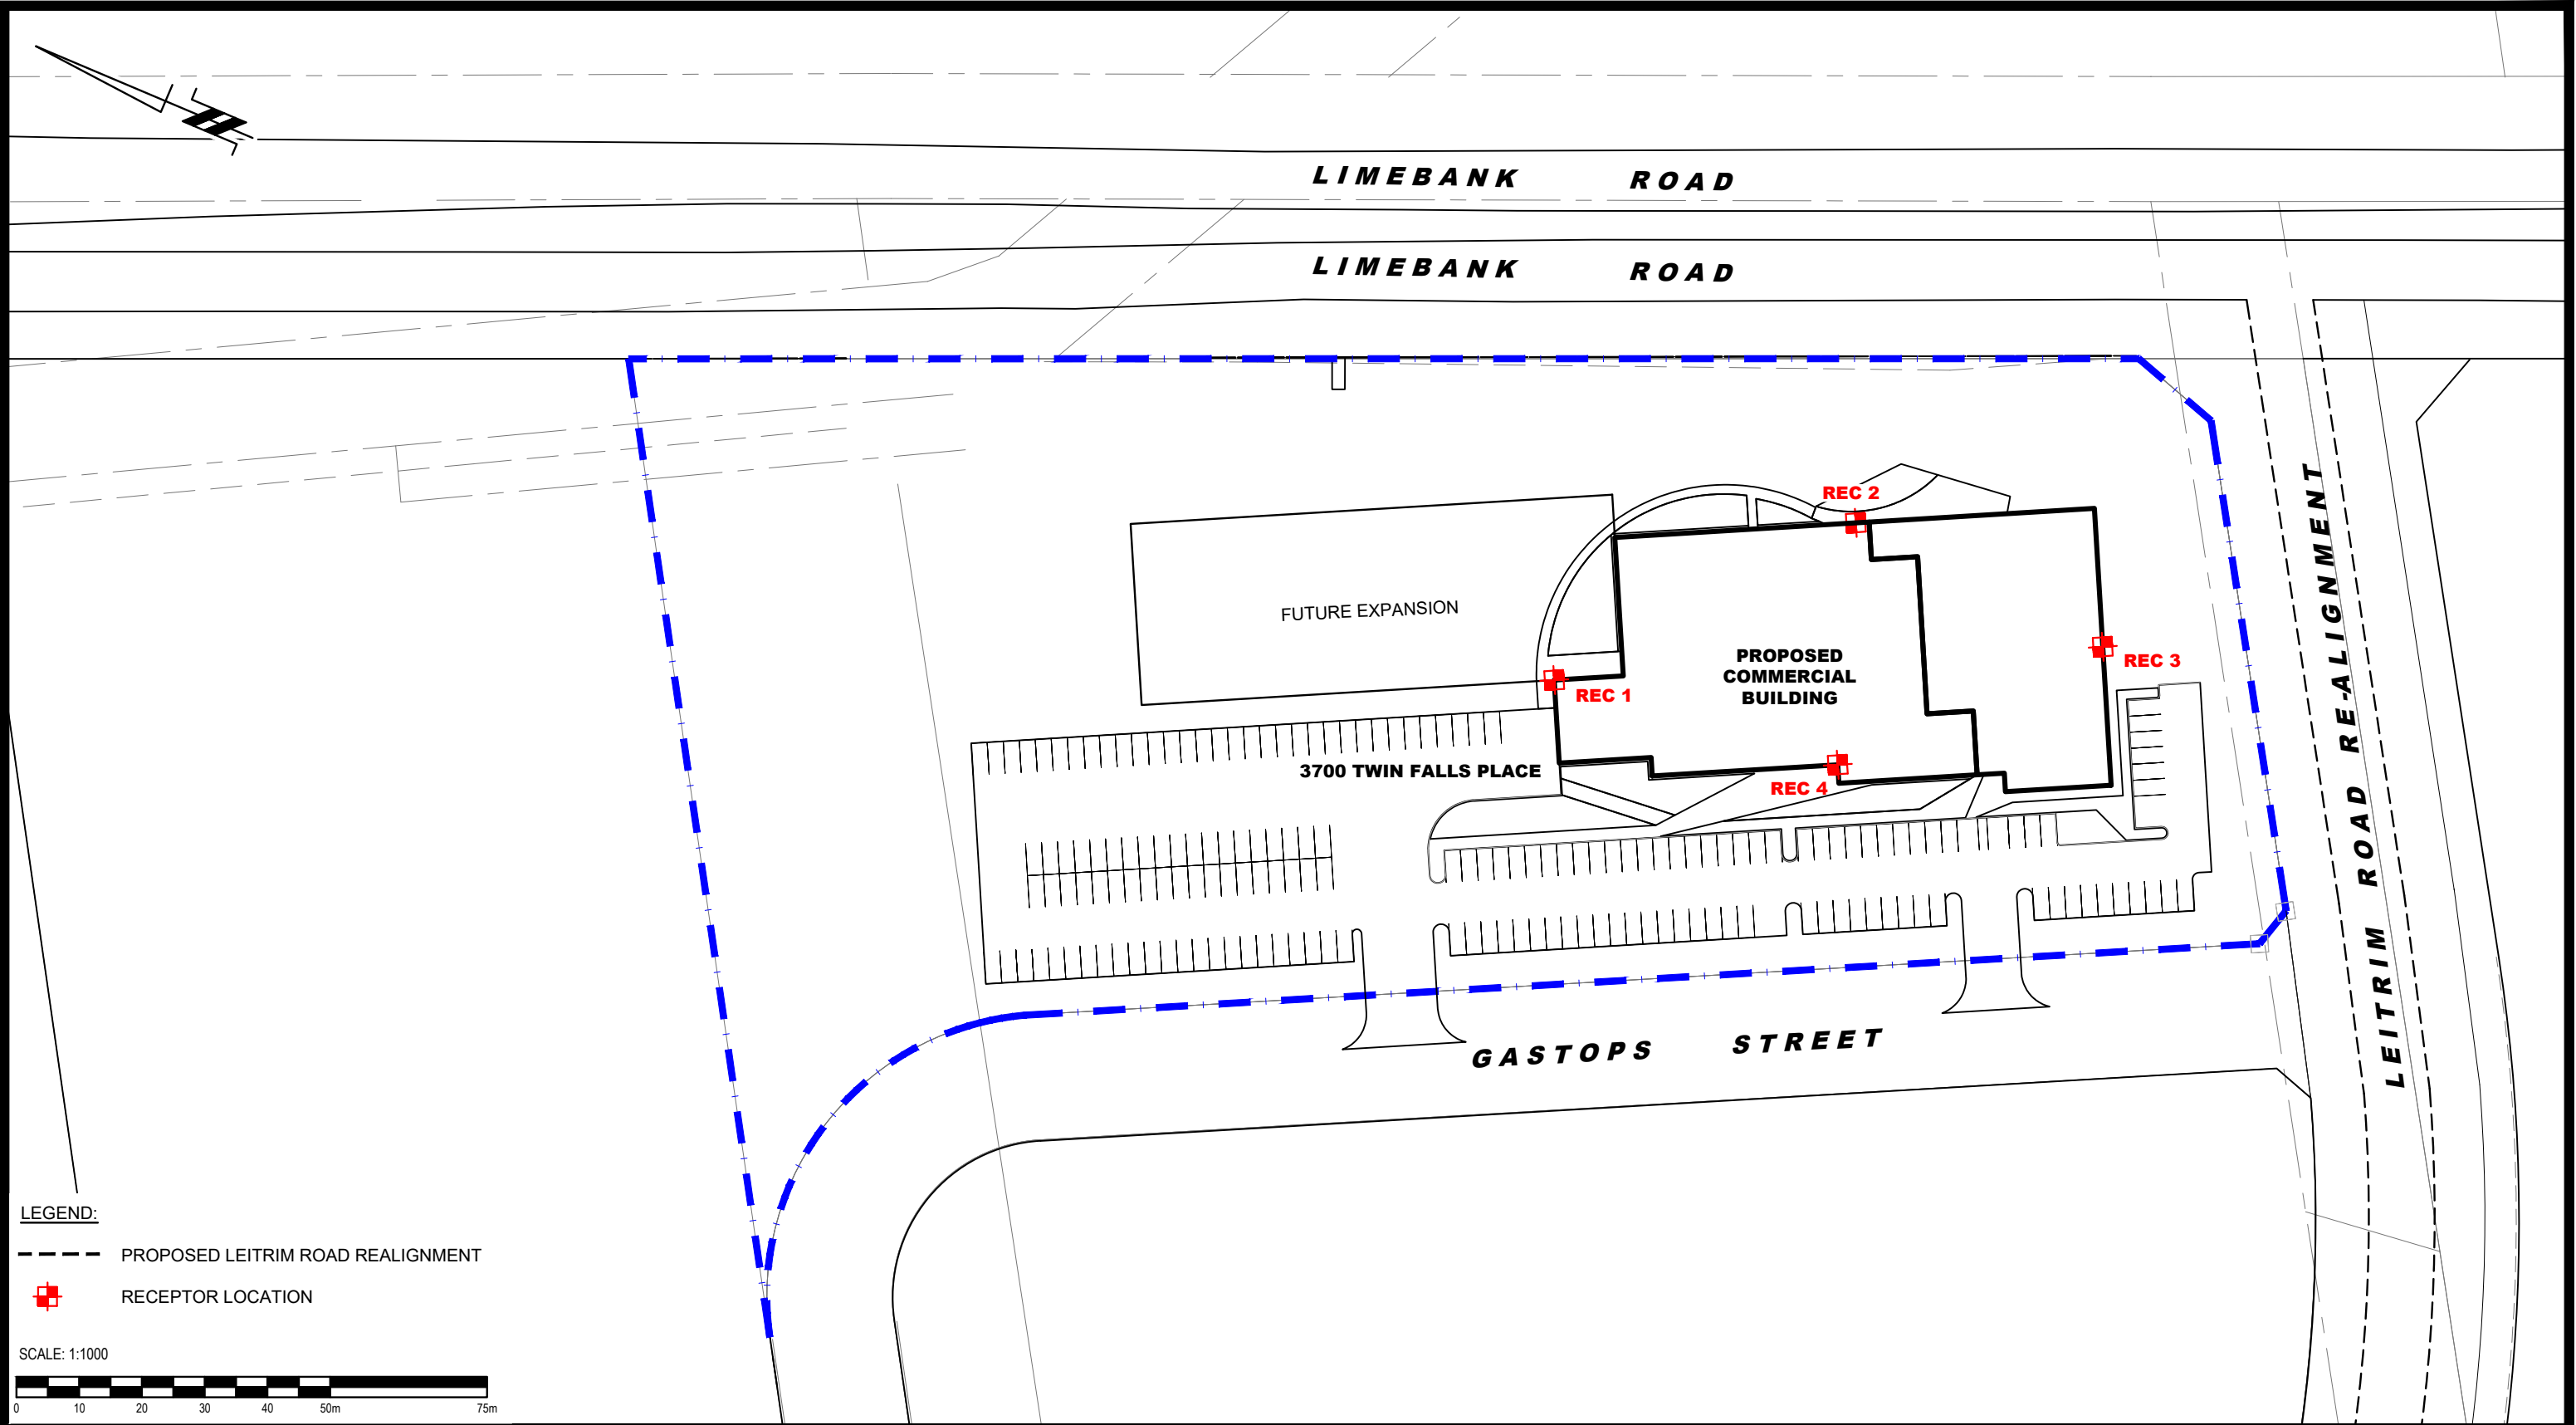 LIMEBANK ROAD
LIMEBANK ROAD
REC 2
FUTURE EXPANSION
PROPOSED
COMMERCIAL
BUILDING
REC 3
REC 1
3700 TWIN FALLS PLACE
REC 4
LEITRIM ROAD RE-ALIGNMENT
GASTOPS STREET
LEGEND:
PROPOSED LEITRIM ROAD REALIGNMENT
RECEPTOR LOCATION
SCALE: 1:1000
0 10 20 30 40 50m 75m